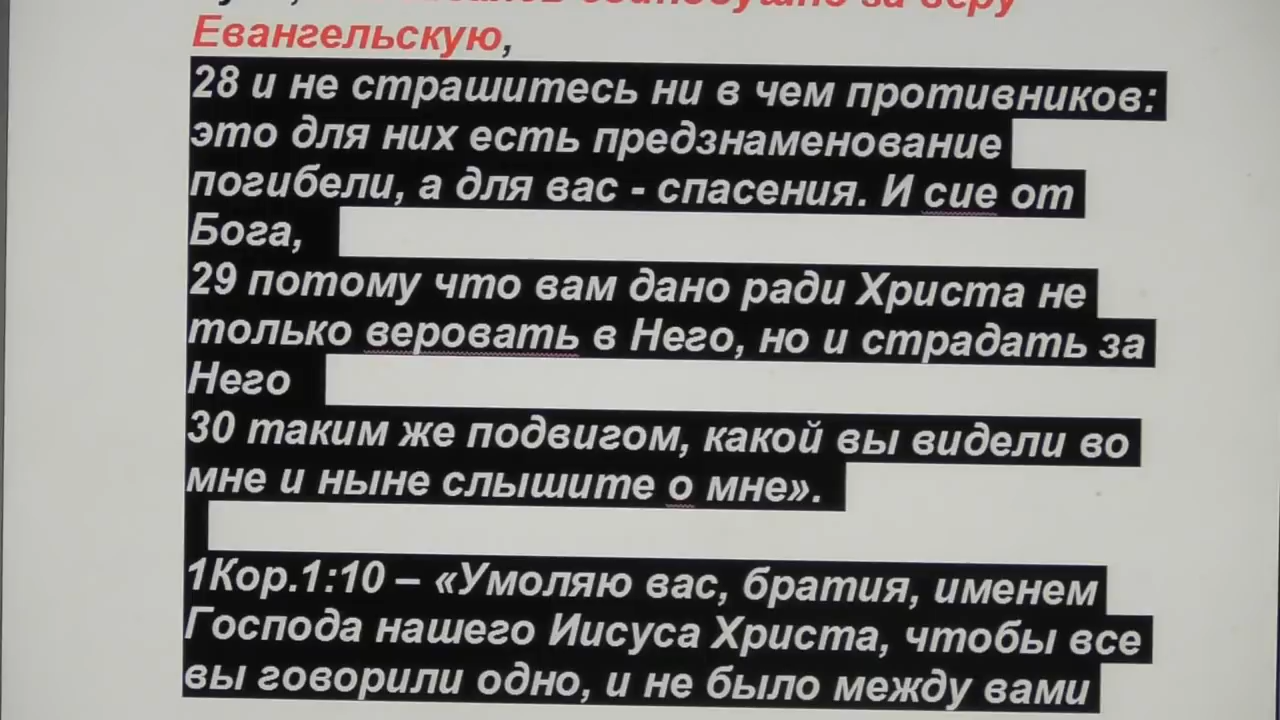 за веру
Евангельскую,
28 и не страшитесь ни в чем противников:
это для них есть предзнаменование
погибели, а для вас - спасения. И сие от
Бога,
29 потому что вам дано ради Христа не
только веровать в Него, но и страдать за
Него
30 таким же подвигом, какой вы видели во
мне и ныне слышите о мне».
1Кор.1:10 – «Умоляю вас, братия, именем
Господа нашего Иисуса Христа, чтобы все
вы говорили одно, и не было между вами